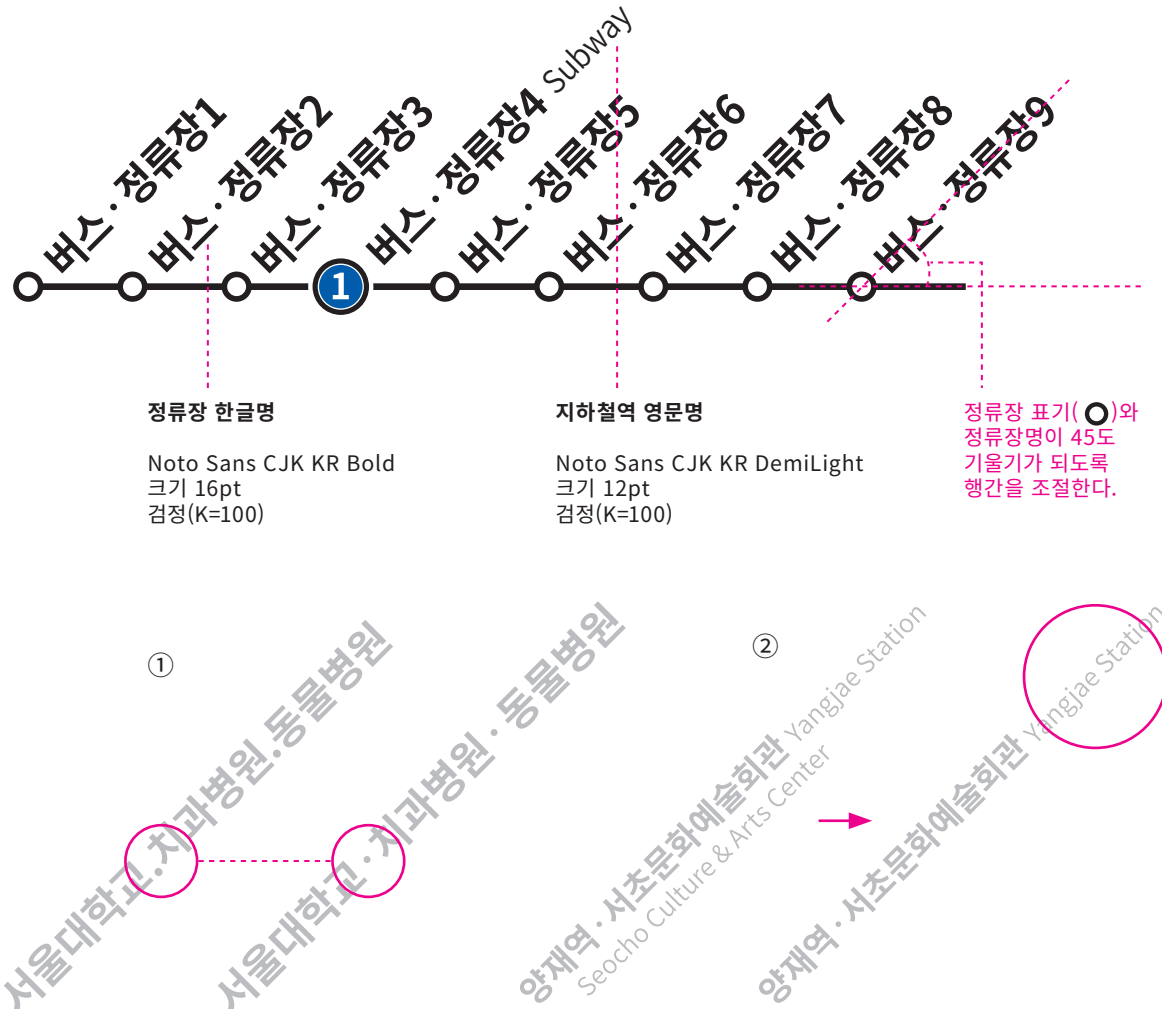 버스 · 정류장1
버스 · 정류장2
버스 · 정류장3
버스 · 정류장4 Subway
버스 · 정류장5
버스 · 정류장6
버스 · 정류장7
버스 · 정류장8
버스 · 정류장9
1
정류장 한글명
Noto Sans CJK KR Bold
크기 16pt
검정(K=100)
지하철역 영문명
Noto Sans CJK KR DemiLight
크기 12pt
검정(K=100)
정류장 표기( )와
정류장명이 45도
기울기가 되도록
행간을 조절한다.
①
서울대학교.치과병원.동물병원
서울대학교 · 치과병원 · 동물병원
②
양재역 · 서초문화예술회관 Yangjae Station
Seocho Culture & Arts Center
양재역 · 서초문화예술회관 Yangjae Station